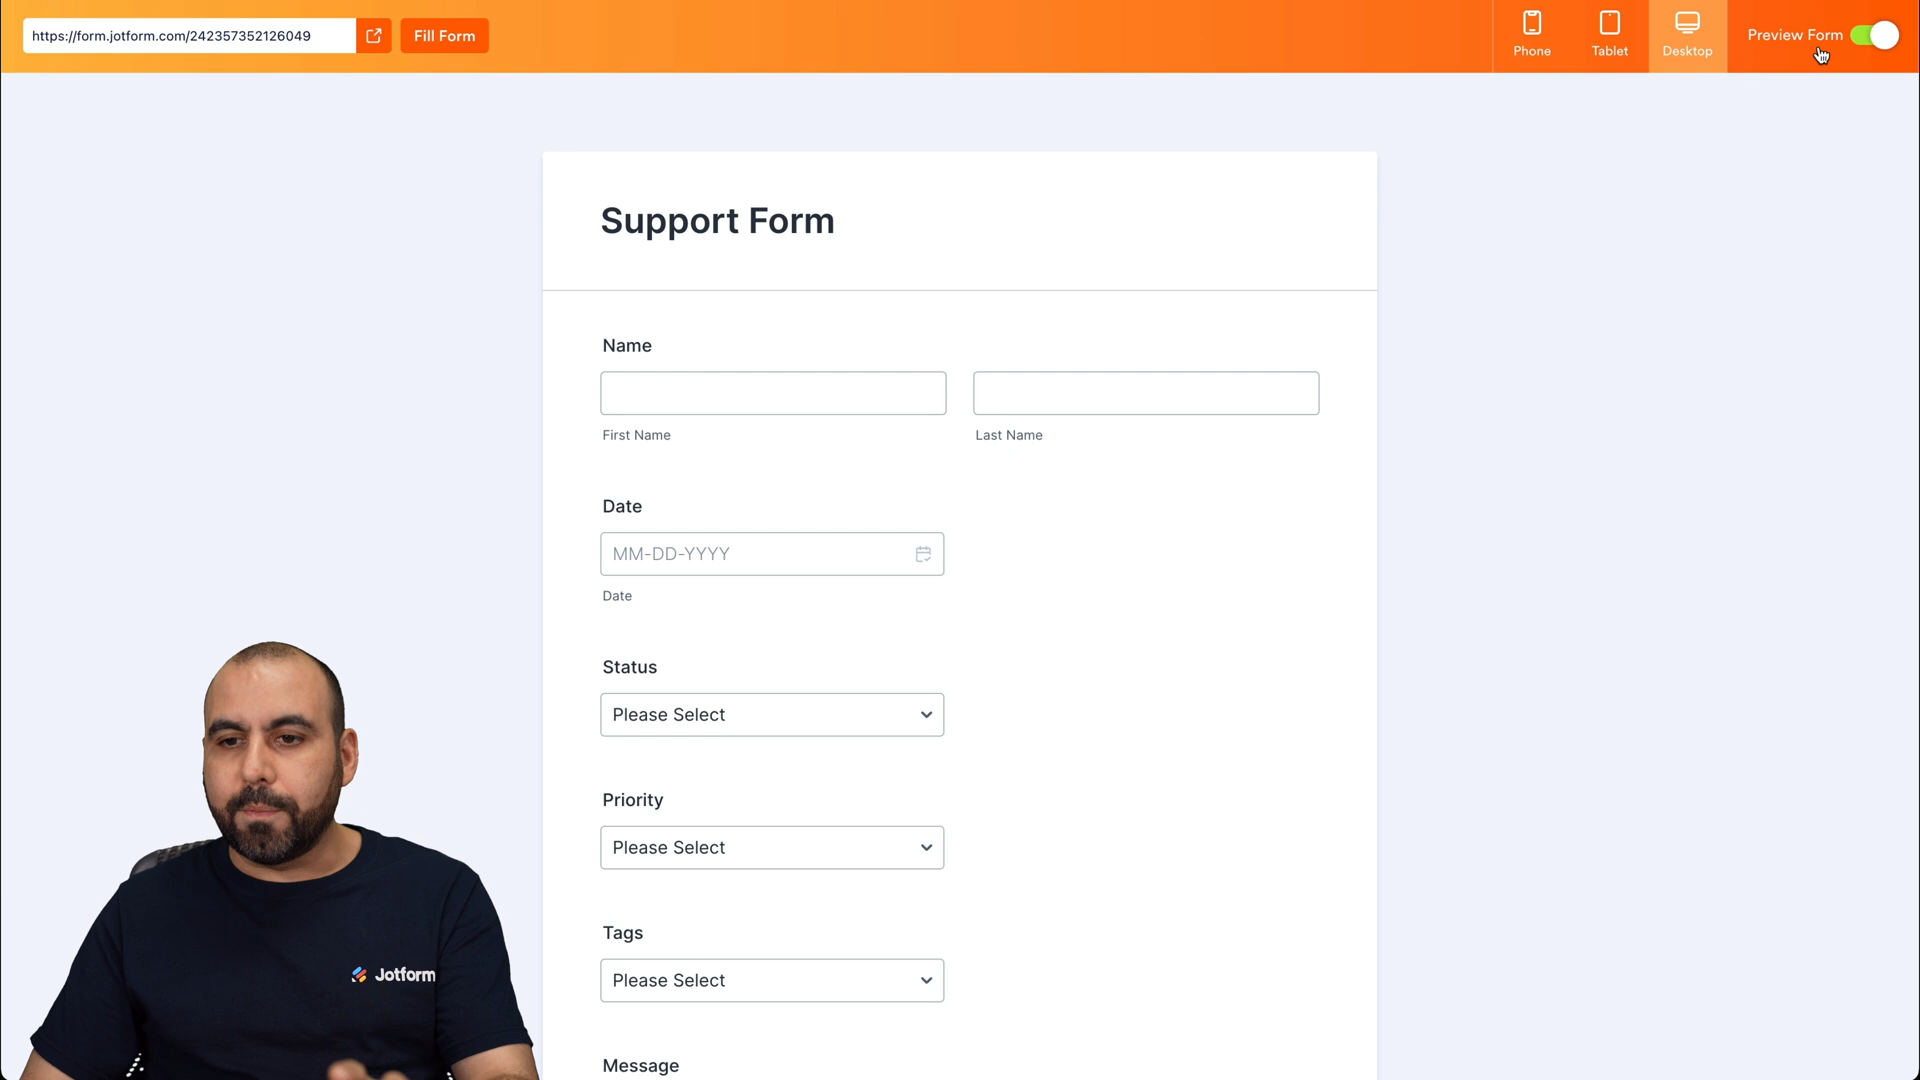 https://form.jotform.com/242357352126049
Fill Form
Phone
Tablet
Desktop
Preview Form
Support Form
Name
First Name
Last Name
Date
MM-DD-YYYY
Date
Status
Please Select
Priority
Please Select
Tags
Please Select
Message
Jotform